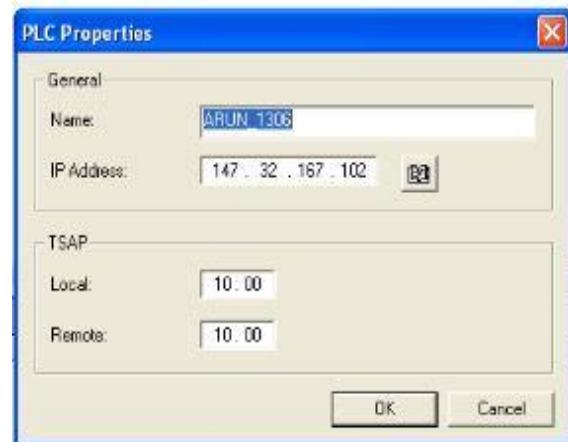 PLC Properties
General
Name: ARUN_1306
IP Address: 147 . 32 . 167 . 102
TSAP
Local: 10 . 00
Remote: 10 . 00
OK Cancel